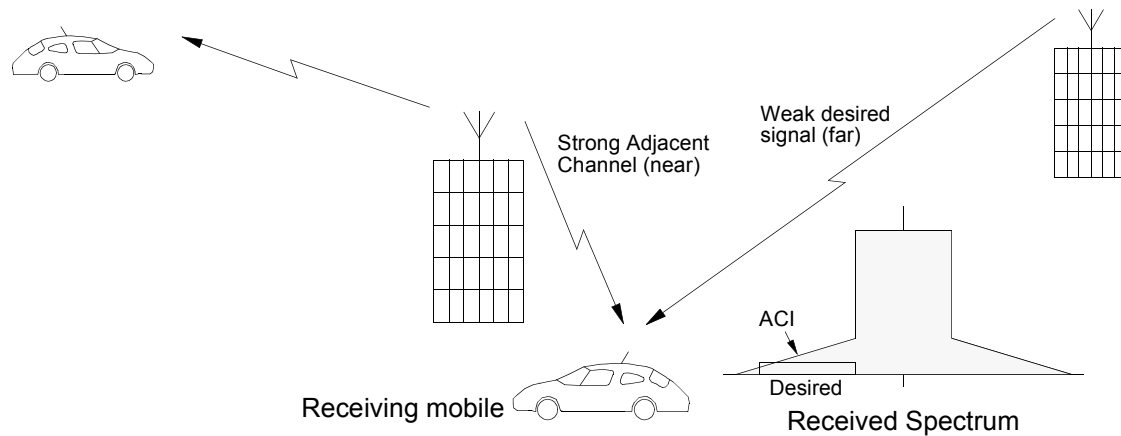 Weak desired
signal (far)
Strong Adjacent
Channel (near)
ACI
Desired
Receiving mobile
Received Spectrum